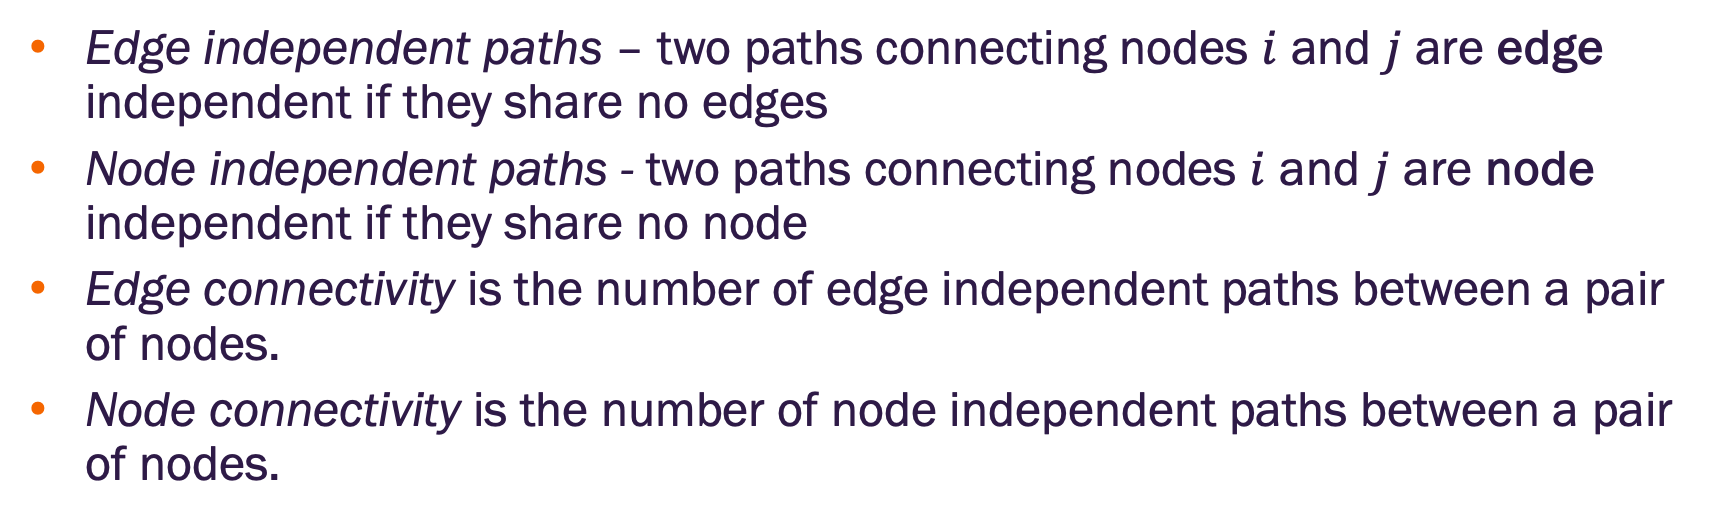 • Edge independent paths – two paths connecting nodes i and j are edge
independent if they share no edges
• Node independent paths - two paths connecting nodes i and j are node
independent if they share no node
• Edge connectivity is the number of edge independent paths between a pair
of nodes.
• Node connectivity is the number of node independent paths between a pair
of nodes.